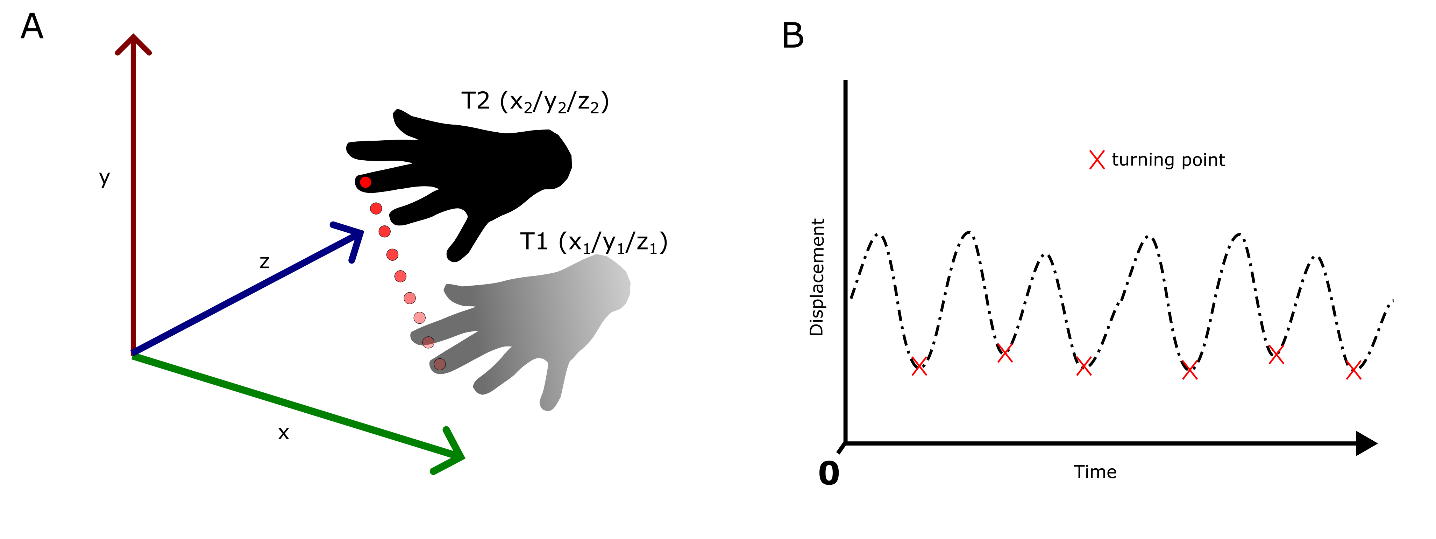 A
y
z
x
T2 (x₂/y₂/z₂)
T1 (x₁/y₁/z₁)
B
turning point
Displacement
0
Time